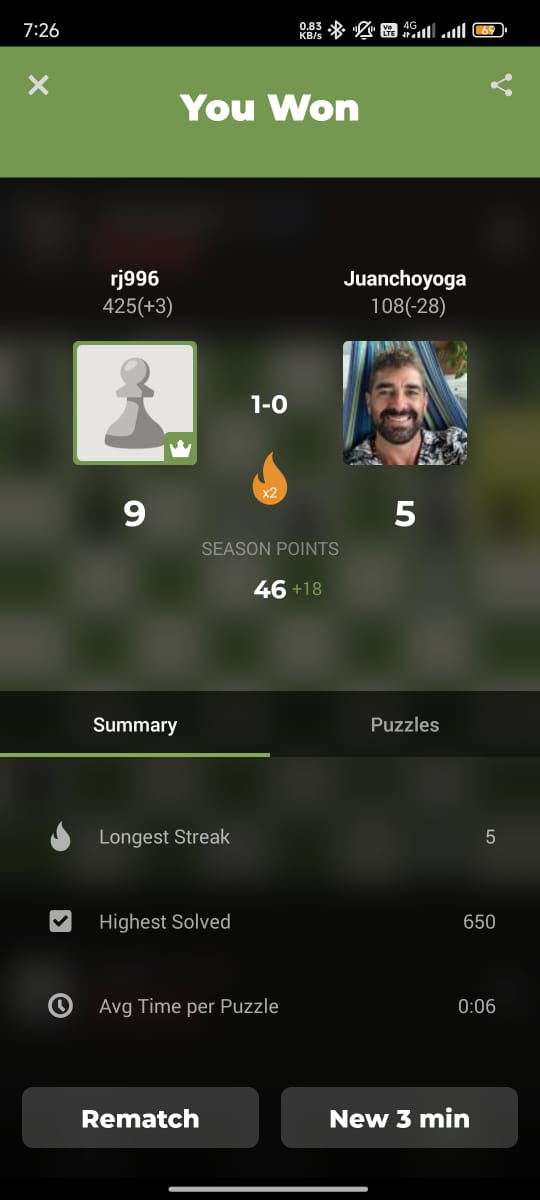 7:26
0.83
KB/s
Vo
LTE
4G
69
You Won
rj996
Juanchoyoga
425(+3)
108(-28)
1-0
x2
9
5
SEASON POINTS
46 +18
Summary
Puzzles
Longest Streak
5
Highest Solved
650
Avg Time per Puzzle
0:06
Rematch
New 3 min